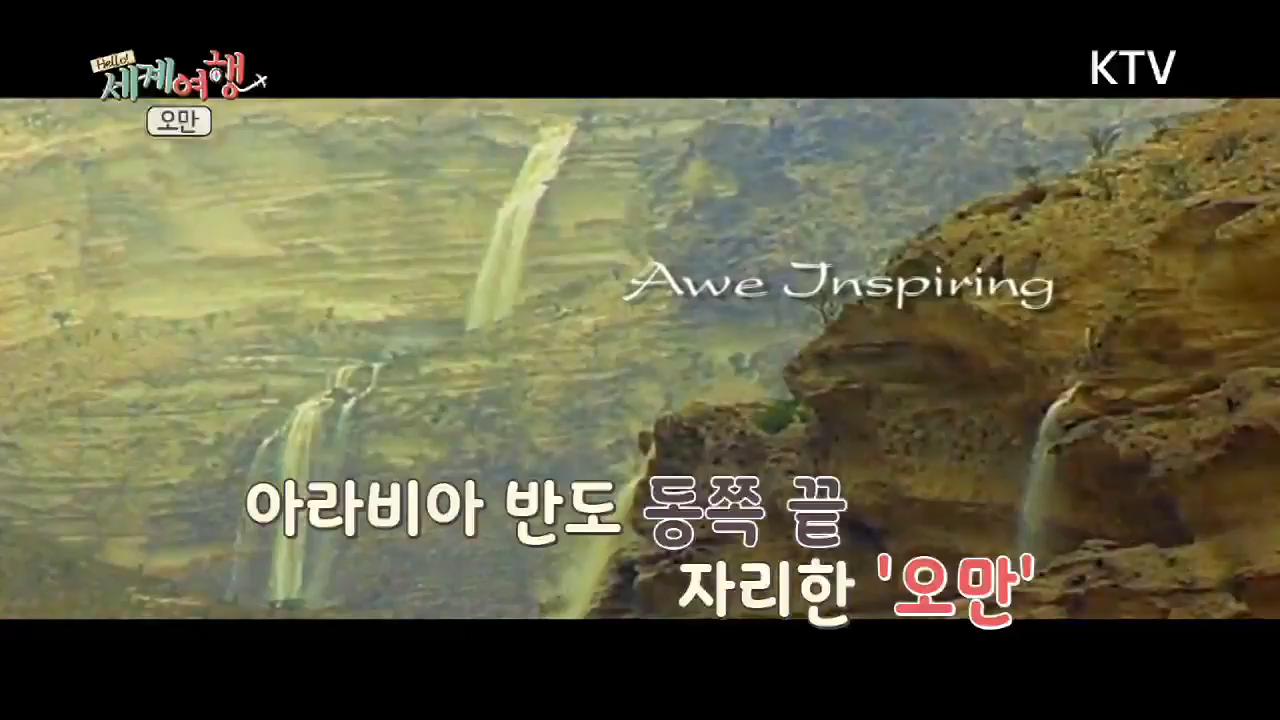 Hello!
세계여행
KTV
오만
Awe Inspiring
아라비아 반도 동쪽 끝
자리한 '오만'